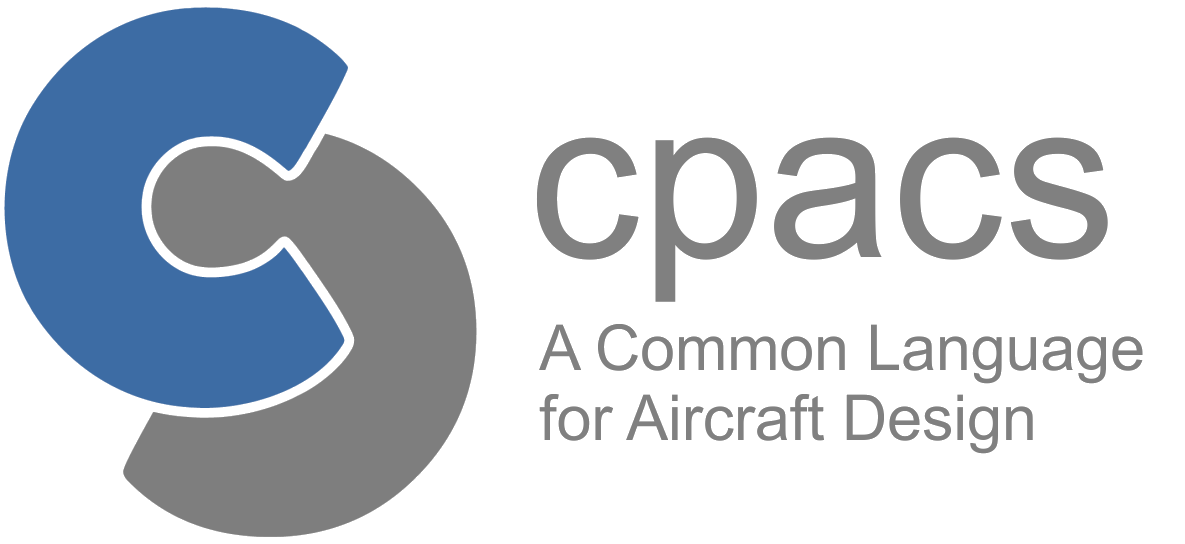 cpacs
A Common Language
for Aircraft Design